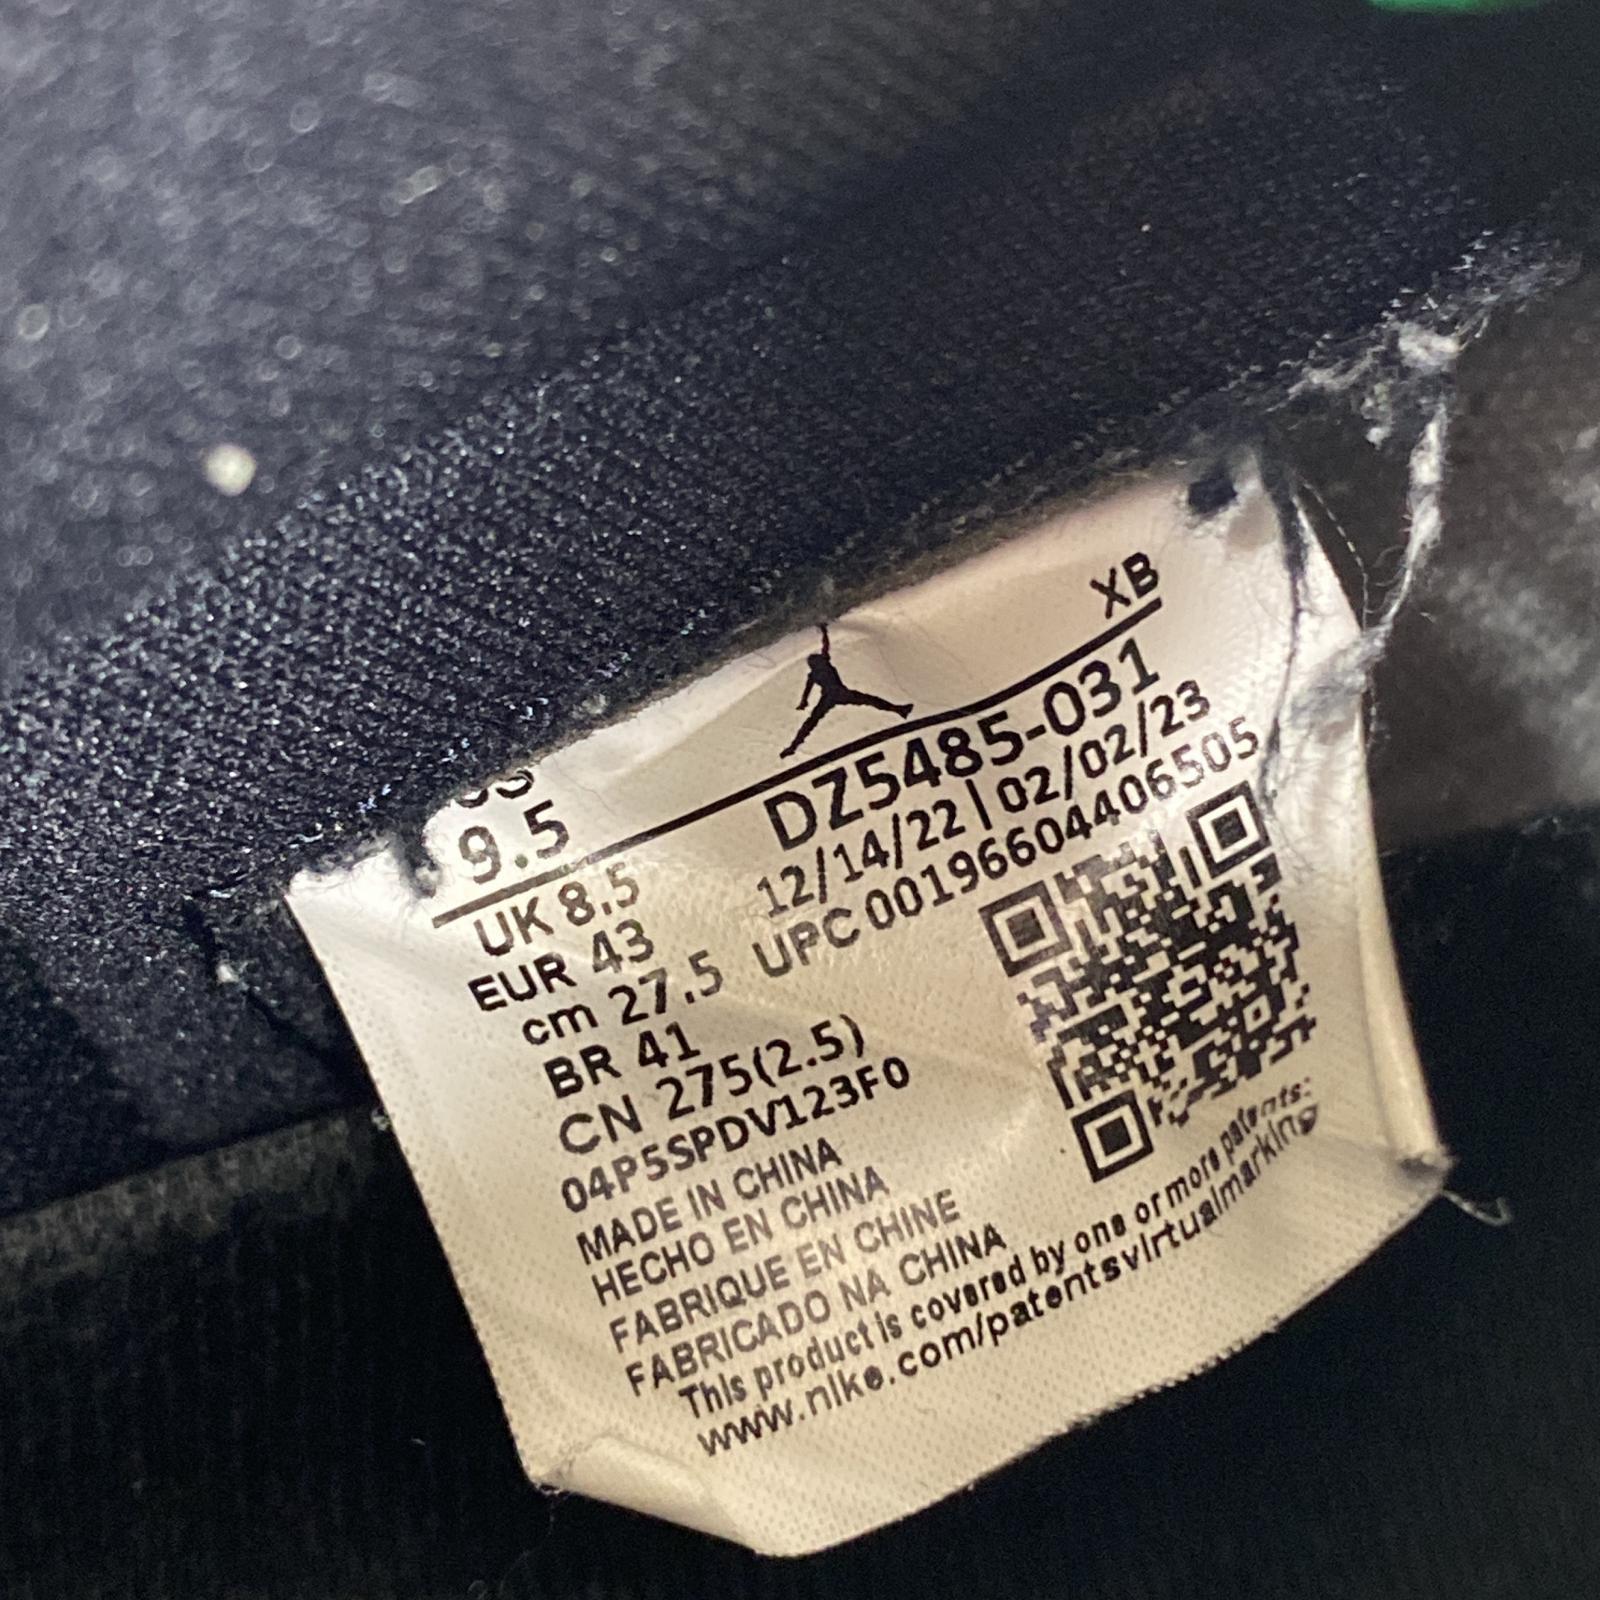 XB
US
9.5
DZ5485-031
12/14/22 | 02/02/23
UPC 00196604406505
UK 8.5
EUR 43
cm 27.5
BR 41
CN 275(2.5)
04P5SPDV123F0
MADE IN CHINA
HECHO EN CHINA
FABRIQUE EN CHINE
FABRICADO NA CHINA
This product is covered by one or more patents:
www.nike.com/patentsvirtualmarking